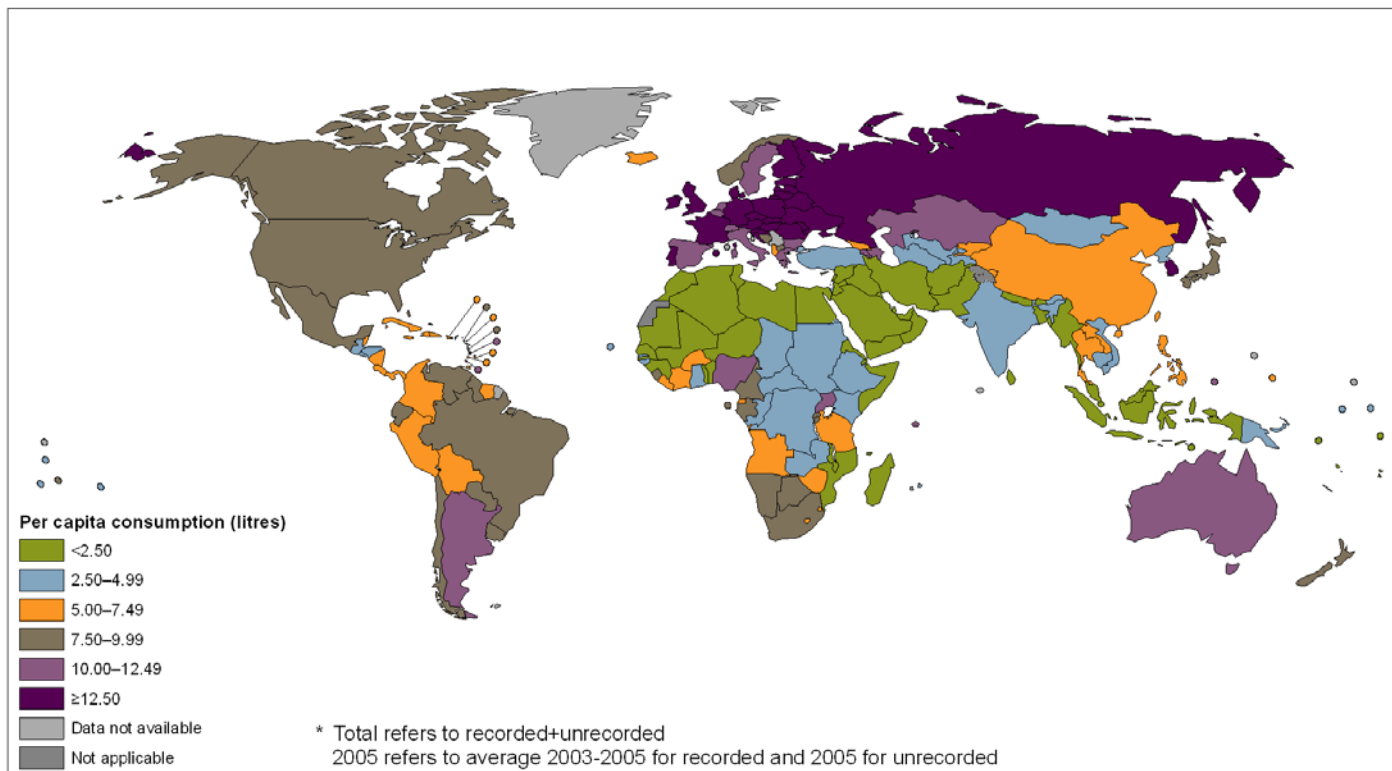 Per capita consumption (litres)
<2.50
2.50–4.99
5.00–7.49
7.50–9.99
10.00–12.49
≥12.50
Data not available
Not applicable
* Total refers to recorded+unrecorded
2005 refers to average 2003-2005 for recorded and 2005 for unrecorded